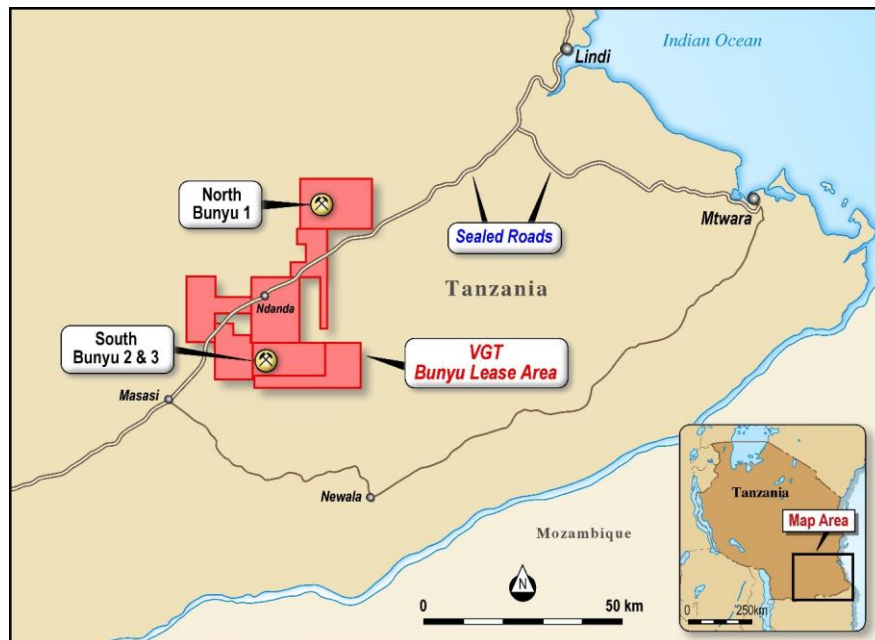 Indian Ocean
Lindi
North
Bunyu 1
Mtwara
Sealed Roads
Tanzania
Ndanda
South
Bunyu 2 & 3
VGT
Bunyu Lease Area
Masasi
Newala
Mozambique
N
0 50 km
Tanzania
Map Area
0 250km